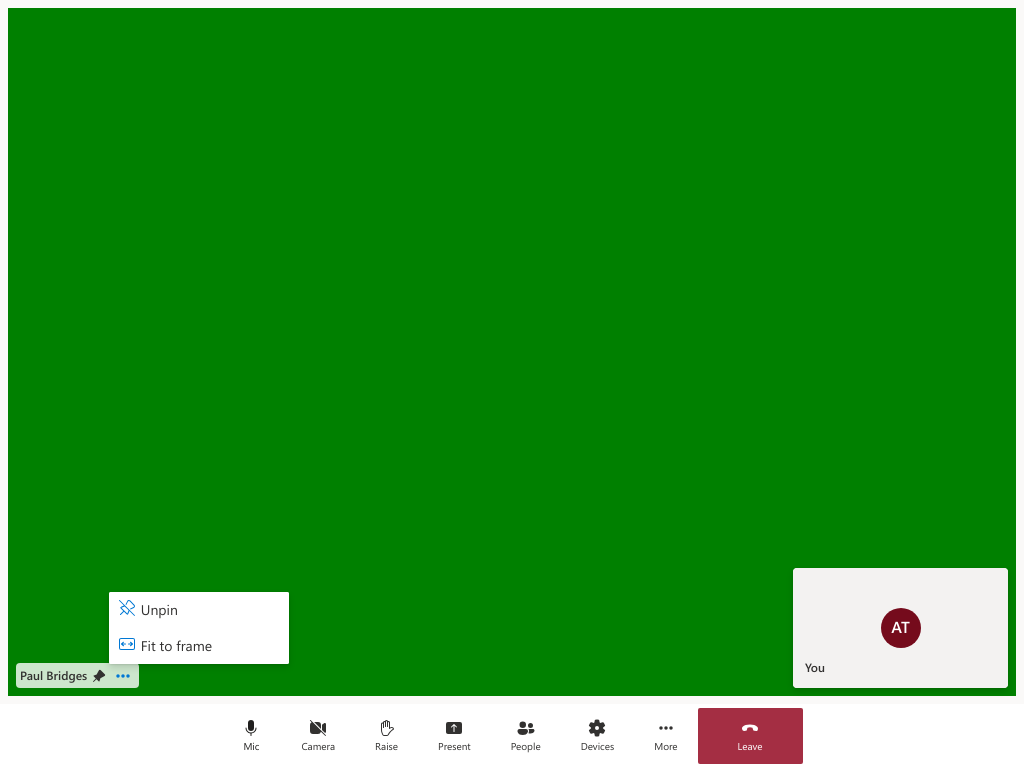 Unpin
Fit to frame
Paul Bridges
AT
You
Mic
Camera
Raise
Present
People
Devices
More
Leave